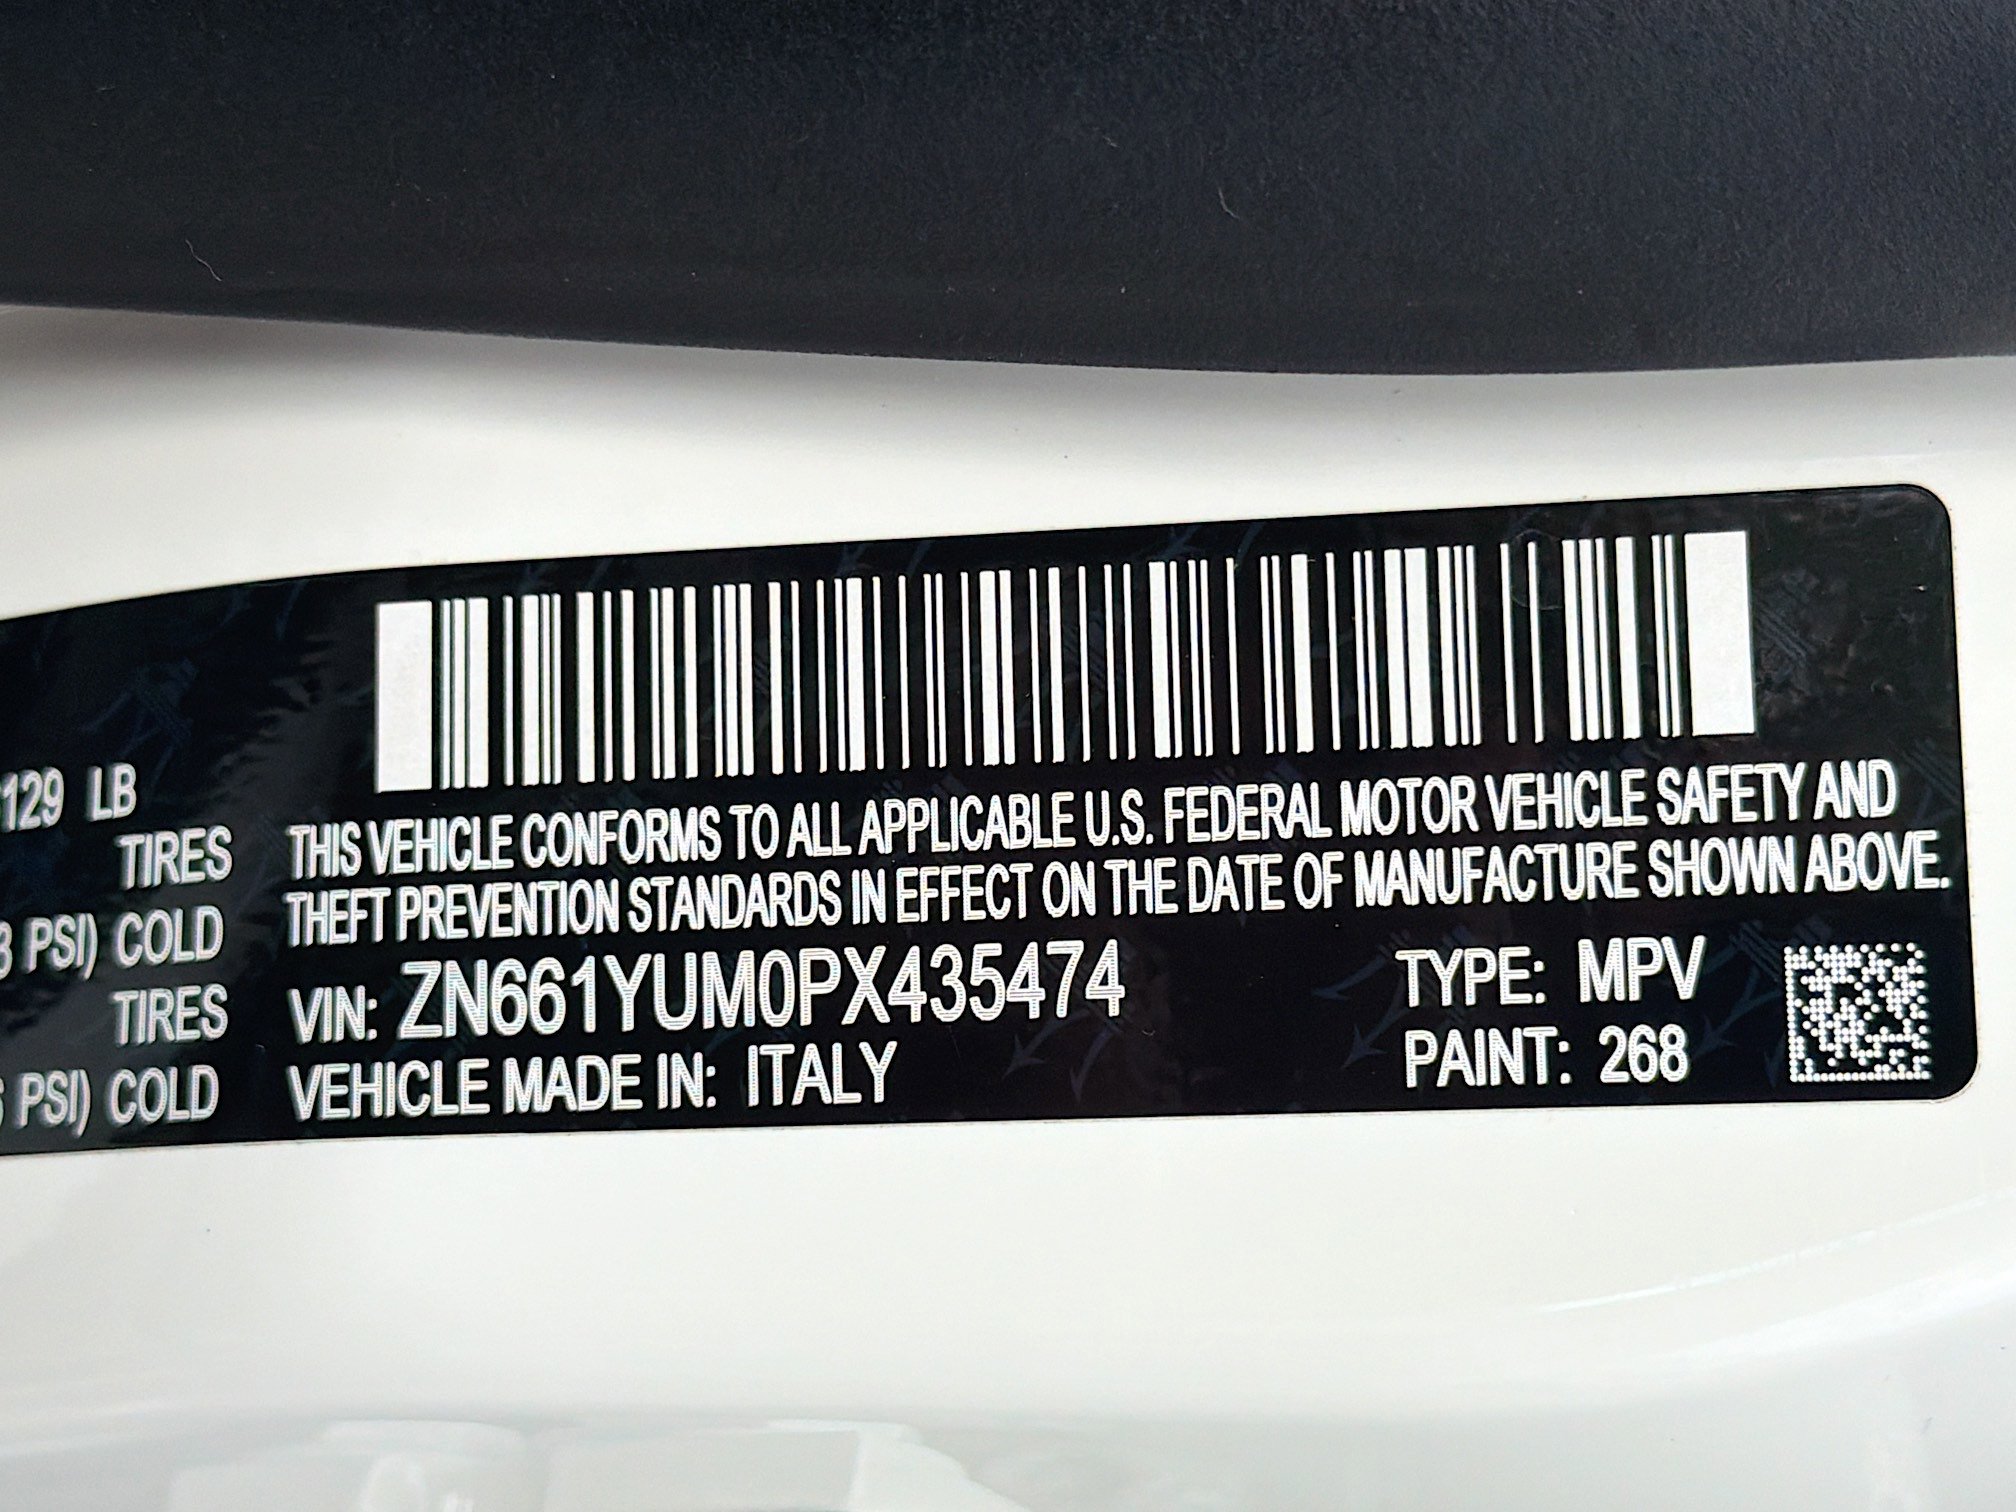 129 LB
TIRES
PSI) COLD
TIRES
PSI) COLD
THIS VEHICLE CONFORMS TO ALL APPLICABLE U.S. FEDERAL MOTOR VEHICLE SAFETY AND
THEFT PREVENTION STANDARDS IN EFFECT ON THE DATE OF MANUFACTURE SHOWN ABOVE.
VIN: ZN661YUM0PX435474
VEHICLE MADE IN: ITALY
TYPE: MPV
PAINT: 268